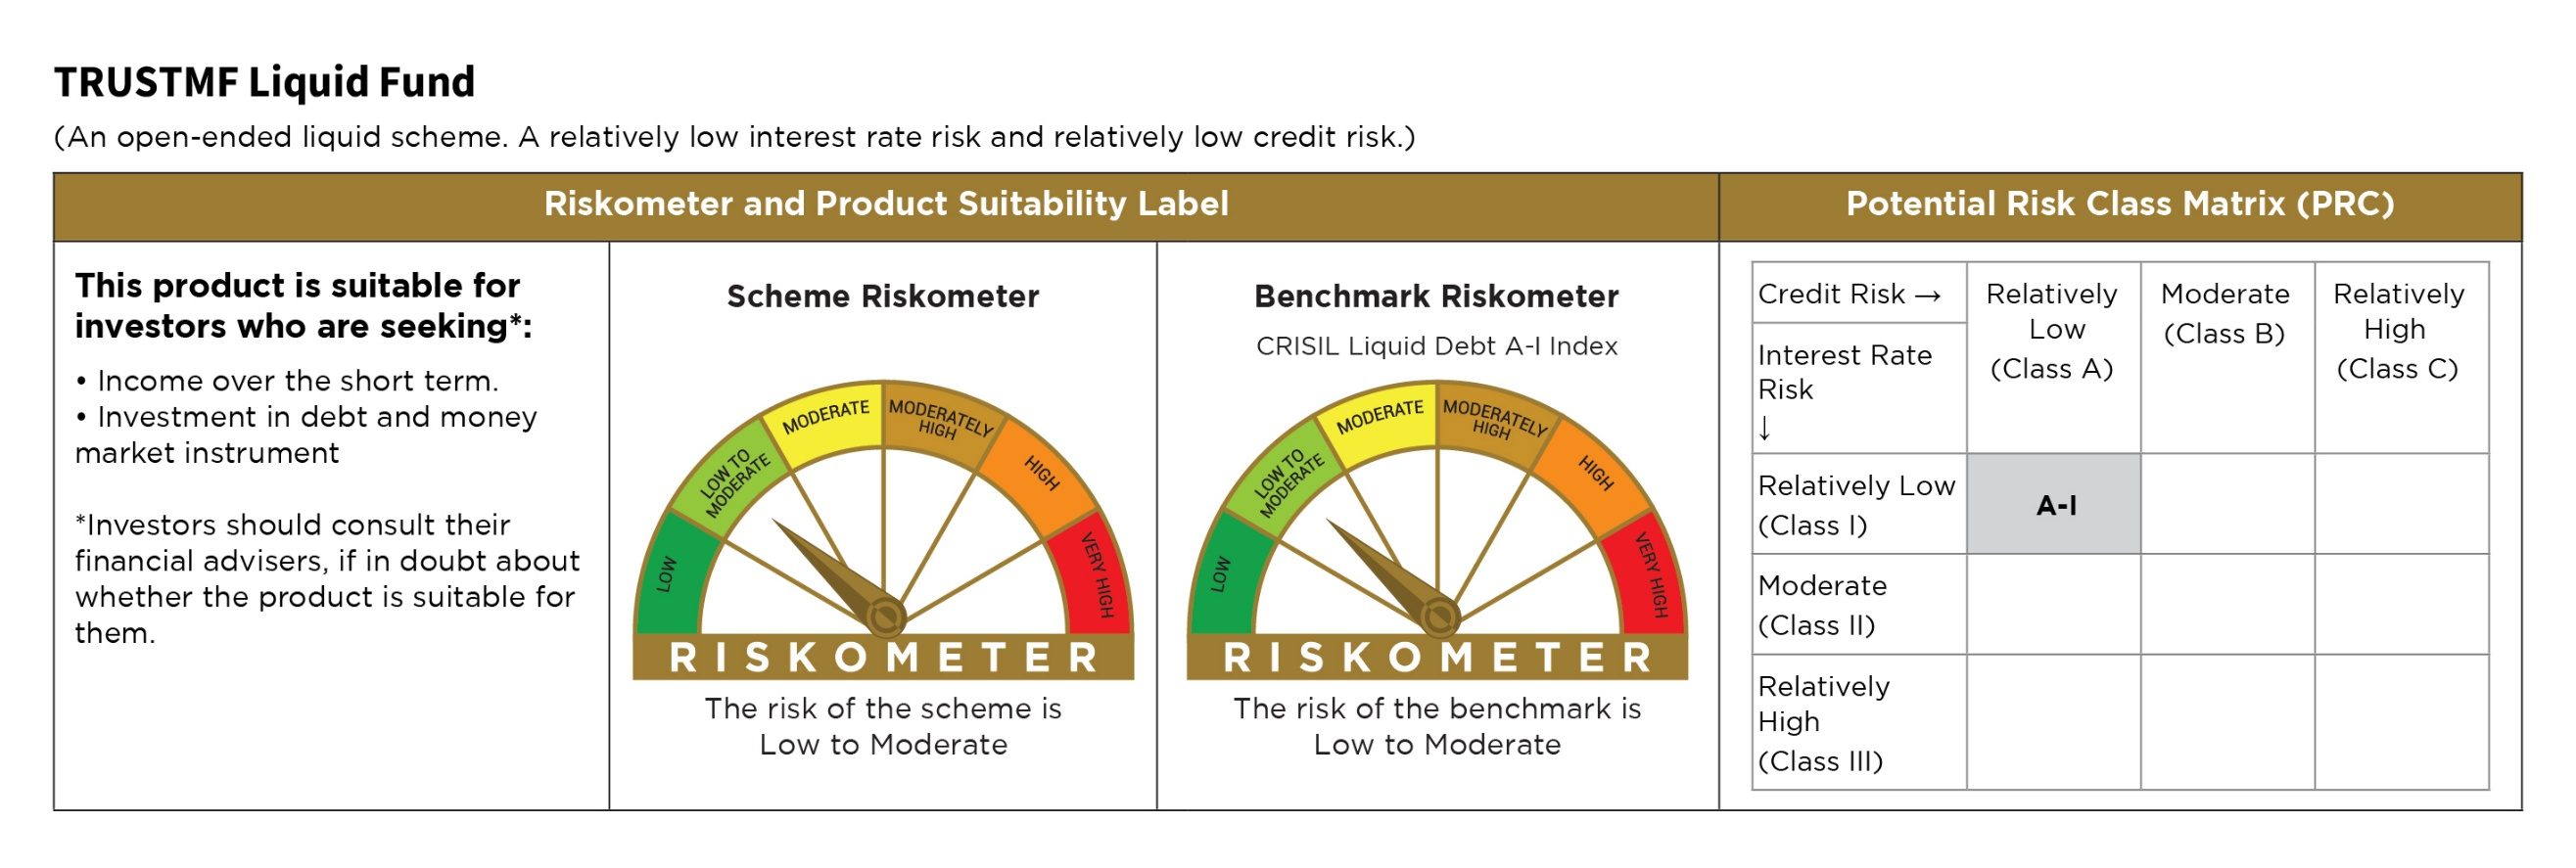 TRUSTMF Liquid Fund
(An open-ended liquid scheme. A relatively low interest rate risk and relatively low credit risk.)
Riskometer and Product Suitability Label
Potential Risk Class Matrix (PRC)
This product is suitable for
investors who are seeking*:
• Income over the short term.
• Investment in debt and money
market instrument
*Investors should consult their
financial advisers, if in doubt about
whether the product is suitable for
them.
Scheme Riskometer
LOW
LOW TO
MODERATE
MODERATE
MODERATELY
HIGH
HIGH
VERY HIGH
RISKOMETER
The risk of the scheme is
Low to Moderate
Benchmark Riskometer
CRISIL Liquid Debt A-I Index
LOW
LOW TO
MODERATE
MODERATE
MODERATELY
HIGH
HIGH
VERY HIGH
RISKOMETER
The risk of the benchmark is
Low to Moderate
Credit Risk →
Relatively
Low
(Class A)
Moderate
(Class B)
Relatively
High
(Class C)
Interest Rate
Risk
↓
Relatively Low
(Class I)
A-I
Moderate
(Class II)
Relatively
High
(Class III)